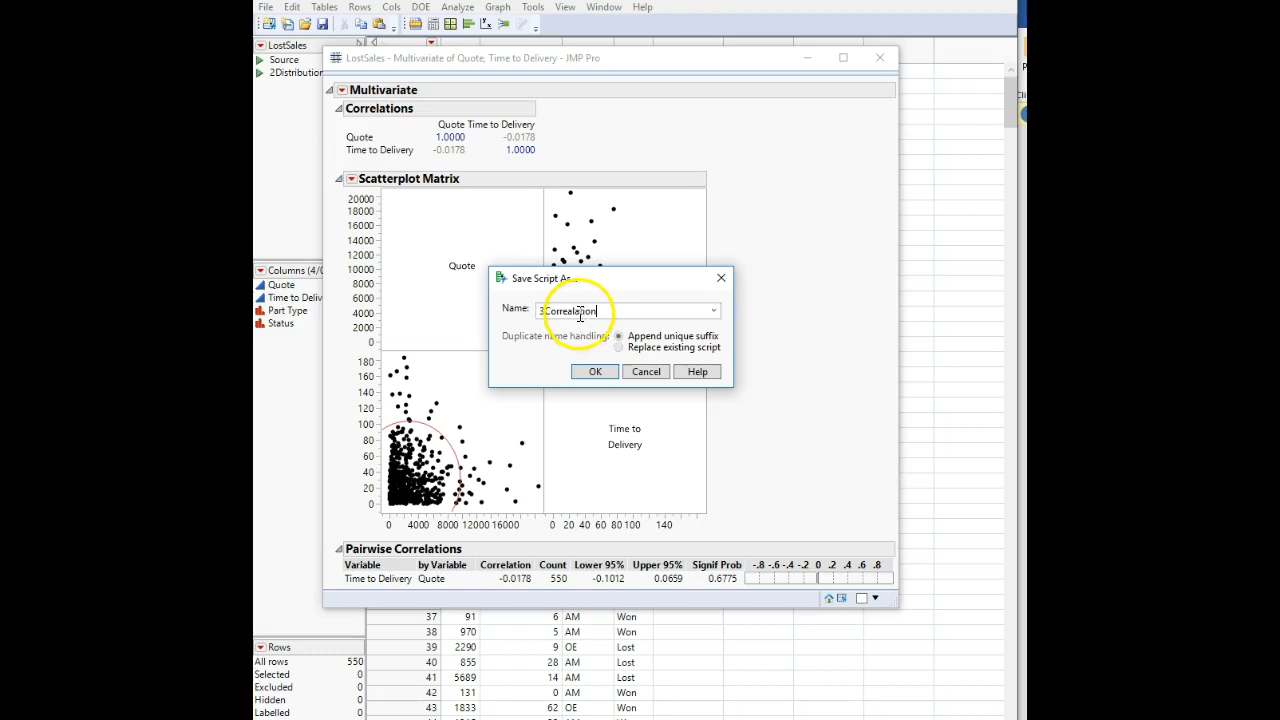 File Edit Tables Rows Cols DOE Analyze Graph Tools View Window Help
LostSales
Source
2Distribution
LostSales - Multivariate of Quote, Time to Delivery - JMP Pro
Multivariate
Correlations
Quote Time to Delivery
Quote 1.0000 -0.0178
Time to Delivery -0.0178 1.0000
Scatterplot Matrix
20000
18000
16000
14000
12000
10000
8000
6000
4000
2000
0
Quote
Save Script As...
Name: 3Correalation
Duplicate name handling: Append unique suffix
Replace existing script
OK Cancel Help
Columns (4/0
Quote
Time to Deliv
Part Type
Status
180
160
140
120
100
80
60
40
20
0
Time to
Delivery
0 4000 8000 12000 16000 0 20 40 60 80 100 140
Pairwise Correlations
Variable by Variable Correlation Count Lower 95% Upper 95% Signif Prob -.8 -.6 -.4 -.2 0 .2 .4 .6 .8
Time to Delivery Quote -0.0178 550 -0.1012 0.0659 0.6775
37 91 6 AM Won
38 970 5 AM Won
39 2290 9 OE Lost
40 855 28 AM Lost
41 5689 14 AM Lost
42 131 0 AM Won
43 1833 62 OE Won
Rows
All rows 550
Selected 0
Excluded 0
Hidden 0
Labelled 0